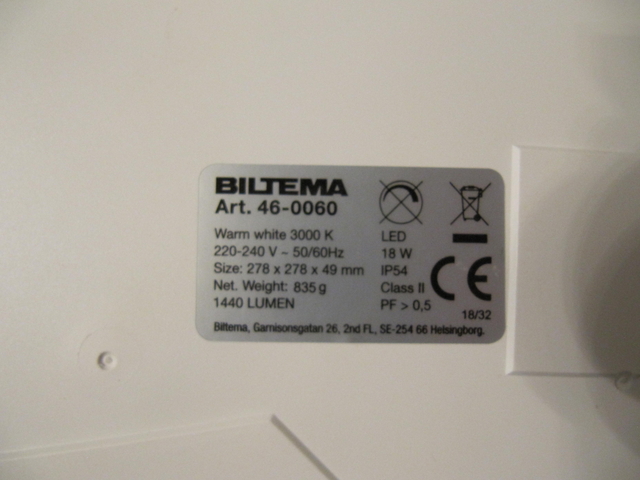 BILTEMA
Art. 46-0060
Warm white 3000 K
220-240 V ~ 50/60Hz
Size: 278 x 278 x 49 mm
Net. Weight: 835 g
1440 LUMEN
LED
18 W
IP54
Class II
PF > 0,5
CE
18/32
Biltema, Garnisonsgatan 26, 2nd FL, SE-254 66 Helsingborg.